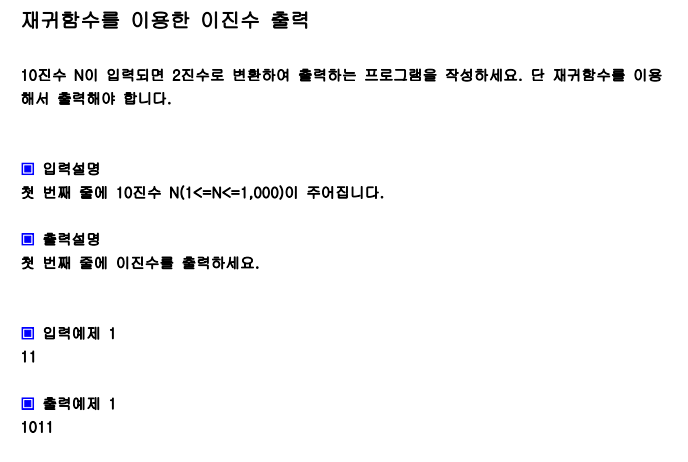 재귀함수를 이용한 이진수 출력
10진수 N이 입력되면 2진수로 변환하여 출력하는 프로그램을 작성하세요. 단 재귀함수를 이용
해서 출력해야 합니다.
▣ 입력설명
첫 번째 줄에 10진수 N(1<=N<=1,000)이 주어집니다.
▣ 출력설명
첫 번째 줄에 이진수를 출력하세요.
▣ 입력예제 1
11
▣ 출력예제 1
1011